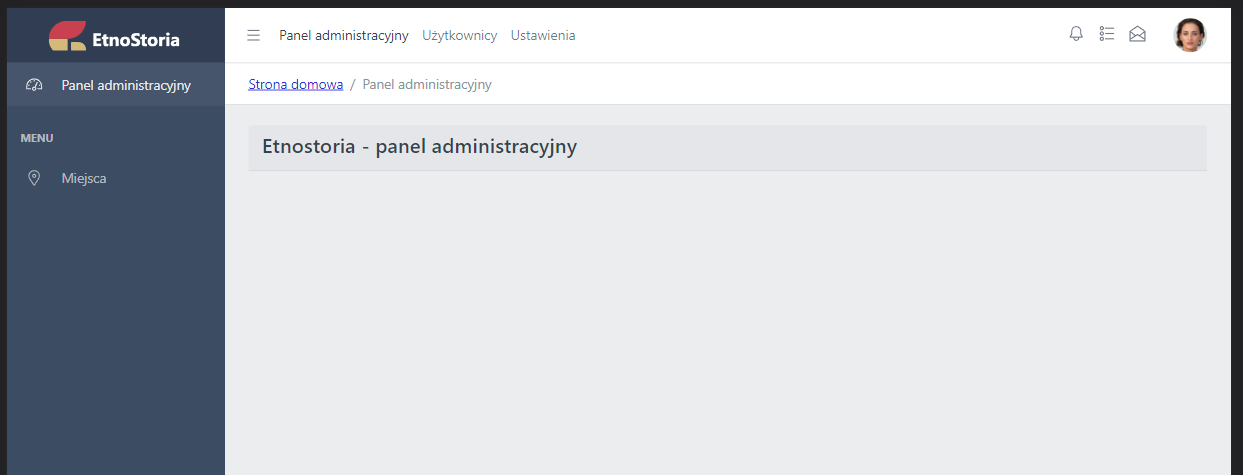 EtnoStoria
Panel administracyjny Użytkownicy Ustawienia
Panel administracyjny
Strona domowa / Panel administracyjny
MENU
Miejsca
Etnostoria - panel administracyjny